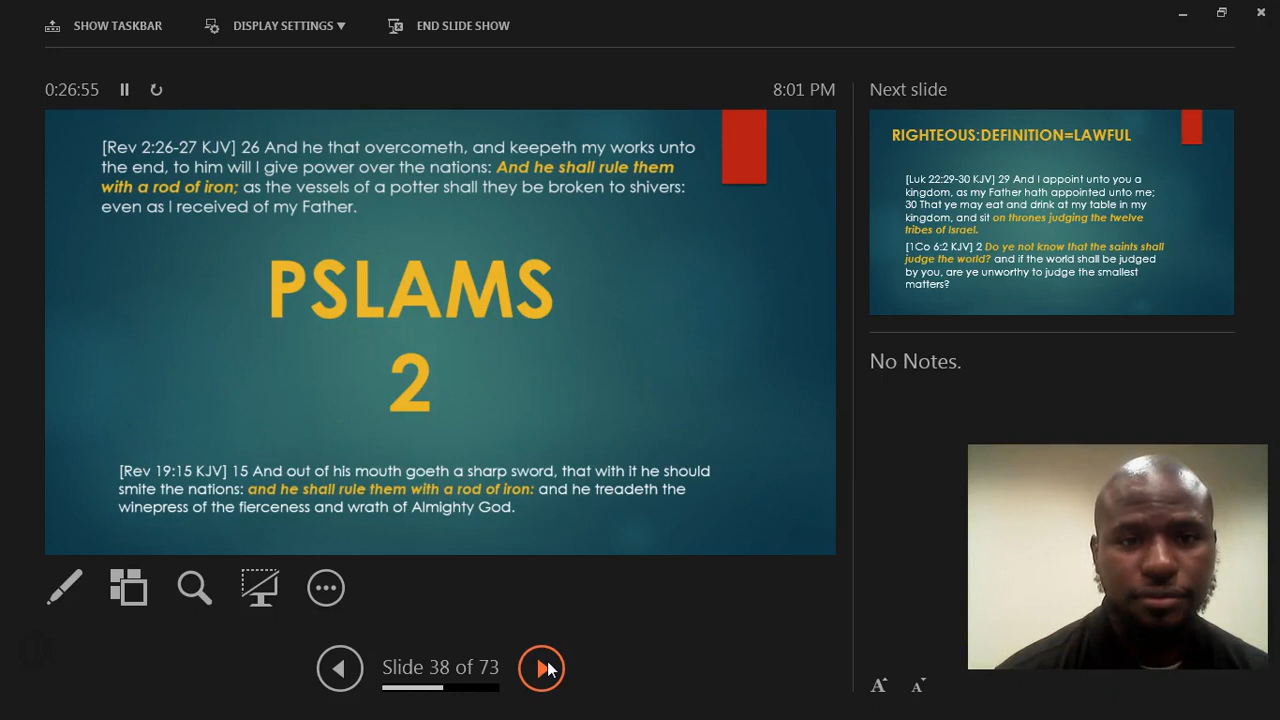 SHOW TASKBAR
DISPLAY SETTINGS ▼
END SLIDE SHOW
0:26:55
8:01 PM
[Rev 2:26-27 KJV] 26 And he that overcometh, and keepeth my works unto
the end, to him will I give power over the nations: And he shall rule them
with a rod of iron; as the vessels of a potter shall they be broken to shivers:
even as I received of my Father.
PSLAMS
2
[Rev 19:15 KJV] 15 And out of his mouth goeth a sharp sword, that with it he should
smite the nations: and he shall rule them with a rod of iron: and he treadeth the
winepress of the fierceness and wrath of Almighty God.
Slide 38 of 73
Next slide
RIGHTEOUS:DEFINITION=LAWFUL
[Luk 22:29-30 KJV] 29 And I appoint unto you a
kingdom, as my Father hath appointed unto me;
30 That ye may eat and drink at my table in my
kingdom, and sit on thrones judging the twelve
tribes of Israel.
[1Co 6:2 KJV] 2 Do ye not know that the saints shall
judge the world? and if the world shall be judged
by you, are ye unworthy to judge the smallest
matters?
No Notes.
A A